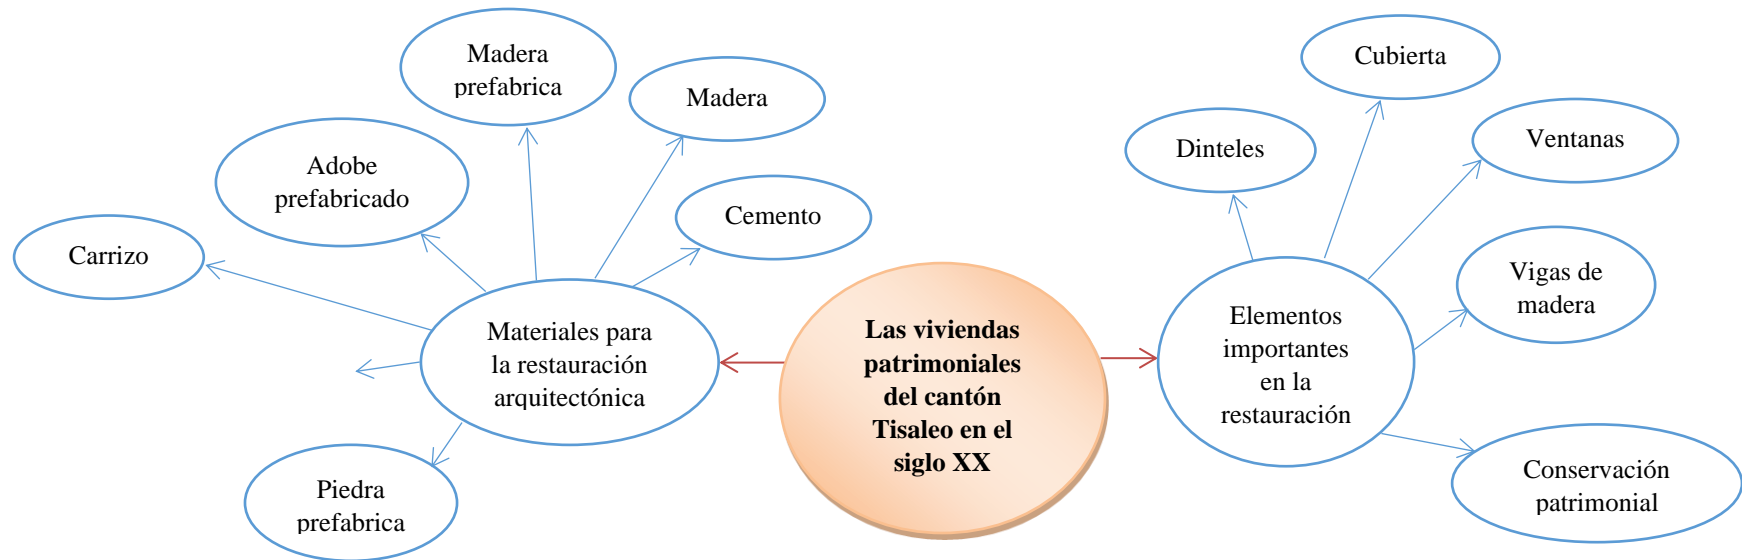 Madera
prefabrica
Madera
Adobe
prefabricado
Cemento
Carrizo
Materiales para
la restauración
arquitectónica
Piedra
prefabrica
Las viviendas
patrimoniales
del cantón
Tisaleo en el
siglo XX
Cubierta
Dinteles
Ventanas
Vigas de
madera
Elementos
importantes
en la
restauración
Conservación
patrimonial